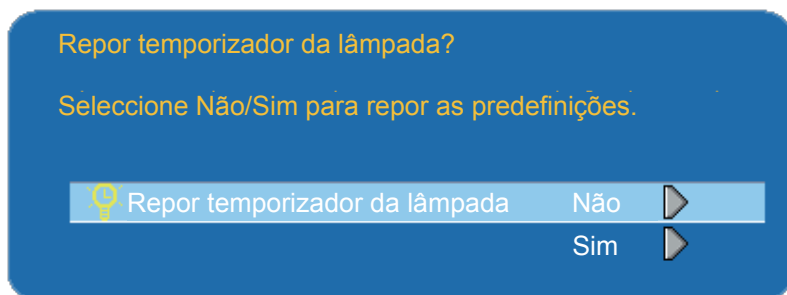 Repor temporizador da lâmpada?
Seleccione Não/Sim para repor as predefinições.
Repor temporizador da lâmpada Não
Sim